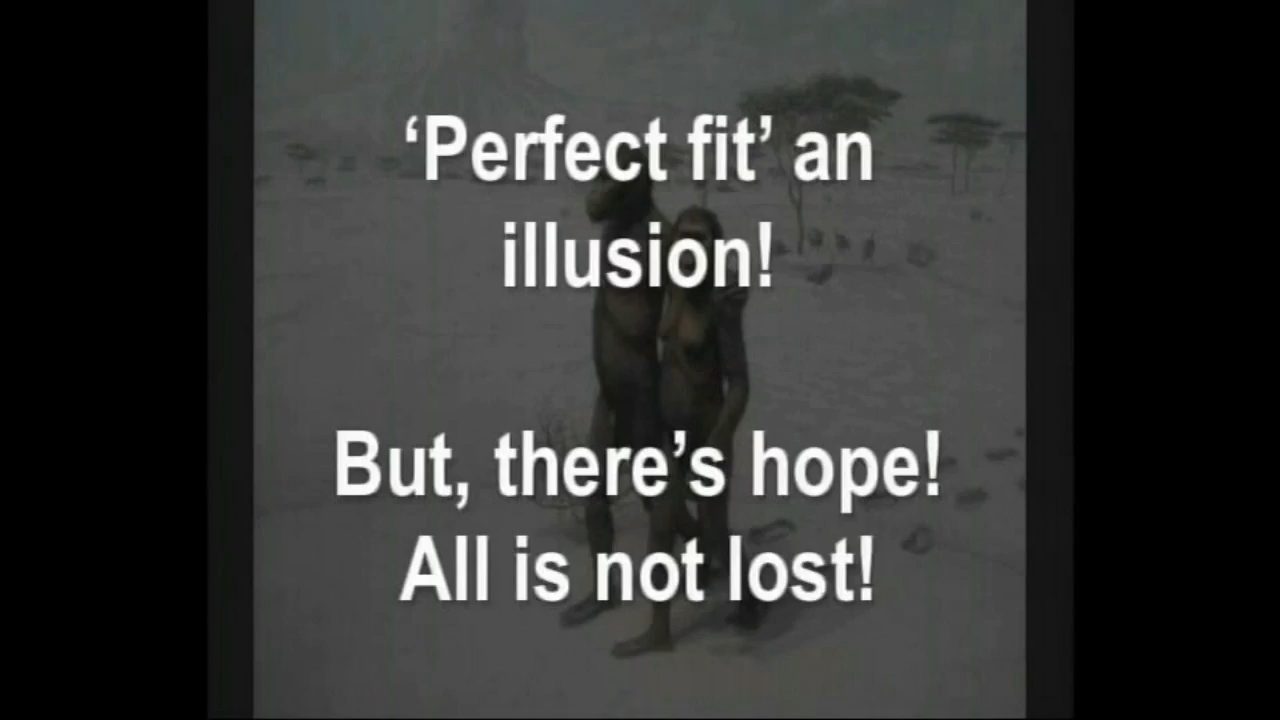 ‘Perfect fit’ an
illusion!
But, there’s hope!
All is not lost!